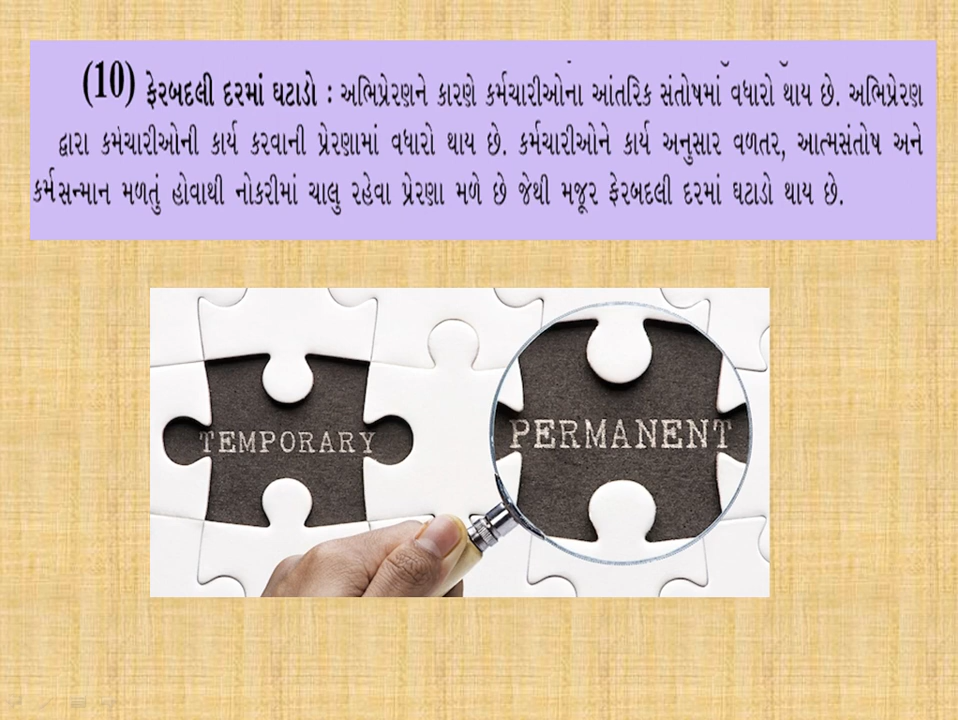 (10) ફેરબદલી દરમાં ઘટાડો : અભિપ્રેરણને કારણે કર્મચારીઓના આંતરિક સંતોષમાં વધારો થાય છે. અભિપ્રેરણ
દ્વારા કર્મચારીઓની કાર્ય કરવાની પ્રેરણામાં વધારો થાય છે. કર્મચારીઓને કાર્ય અનુસાર વળતર, આત્મસંતોષ અને
કર્મસન્માન મળતું હોવાથી નોકરીમાં ચાલુ રહેવા પ્રેરણા મળે છે જેથી મજૂર ફેરબદલી દરમાં ઘટાડો થાય છે.
TEMPORARY
PERMANENT